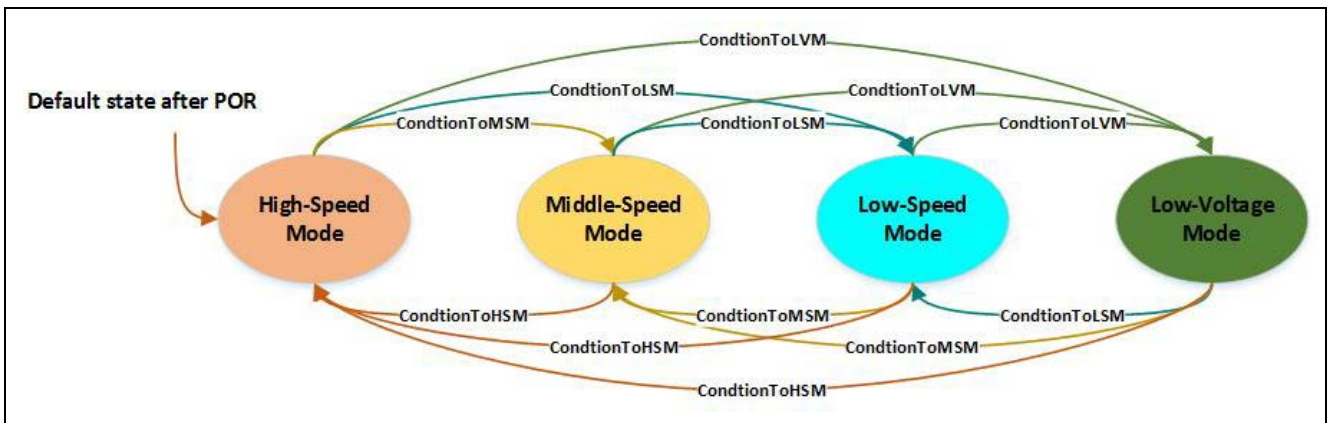 CondtionToLVM
Default state after POR
CondtionToLSM
CondtionToLVM
CondtionToMSM
CondtionToLSM
CondtionToLVM
High-Speed
Mode
Middle-Speed
Mode
Low-Speed
Mode
Low-Voltage
Mode
CondtionToHSM
CondtionToMSM
CondtionToLSM
CondtionToHSM
CondtionToMSM
CondtionToHSM